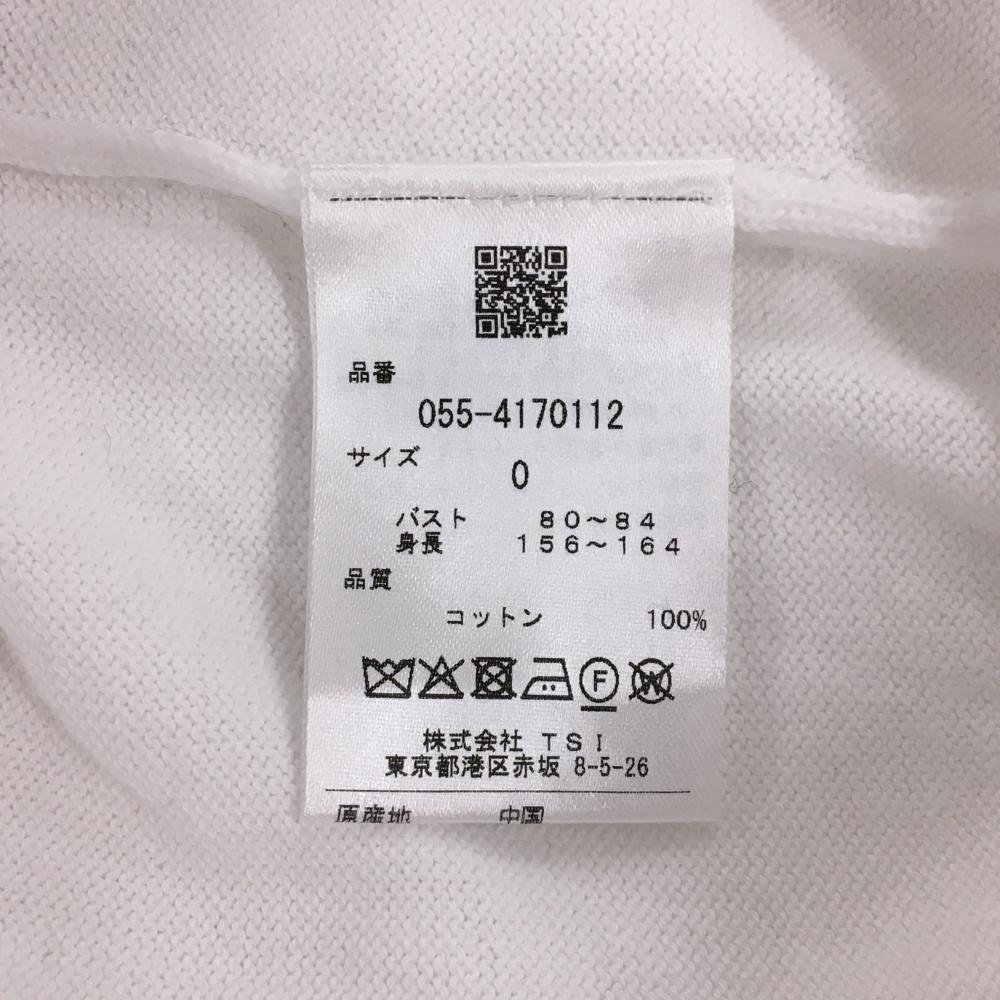 品番
055-4170112
サイズ
0
バスト 80～84
身長 156～164
品質
コットン 100%
F
W
株式会社 TSI
東京都港区赤坂 8-5-26
原産地 中国